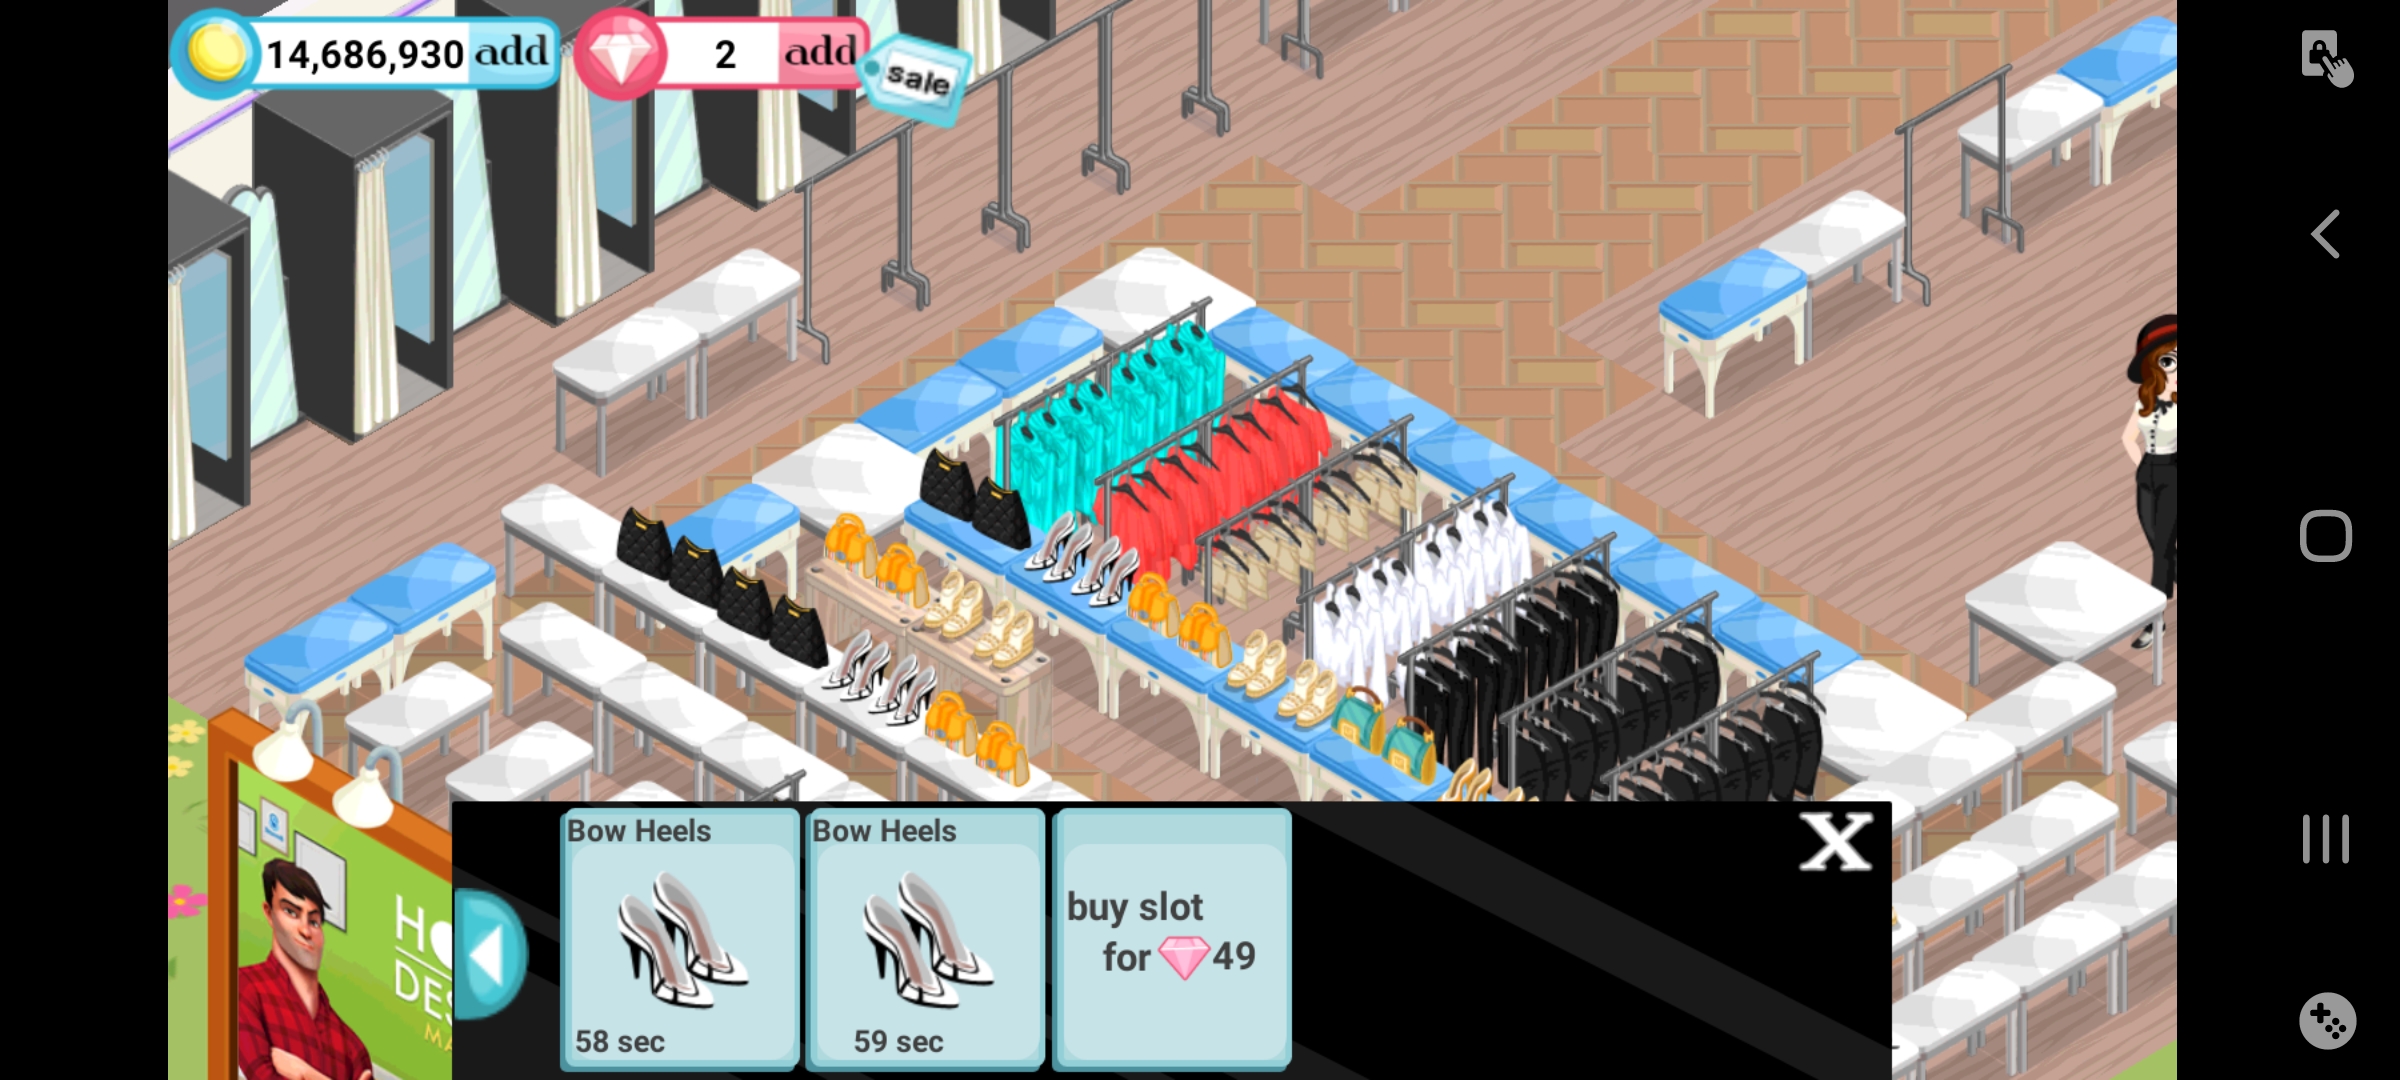 14,686,930 add
2 add
sale
Bow Heels
58 sec
Bow Heels
59 sec
buy slot
for 49
X